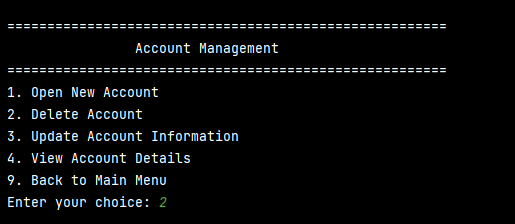 =======================================================
Account Management
=======================================================
1. Open New Account
2. Delete Account
3. Update Account Information
4. View Account Details
9. Back to Main Menu
Enter your choice: 2